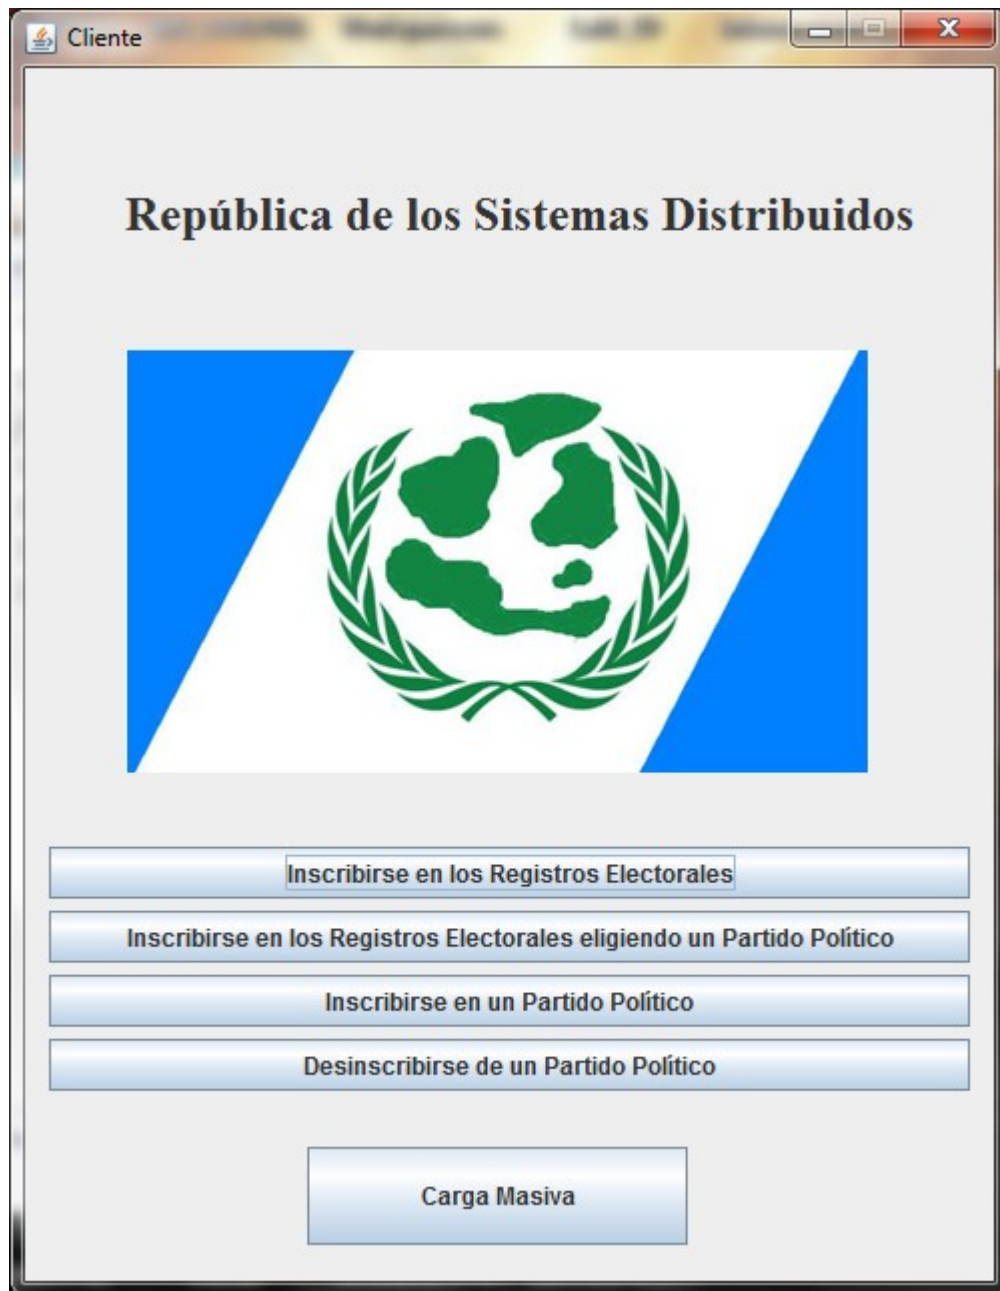 Cliente
República de los Sistemas Distribuidos
Inscribirse en los Registros Electorales
Inscribirse en los Registros Electorales eligiendo un Partido Político
Inscribirse en un Partido Político
Desinscribirse de un Partido Político
Carga Masiva